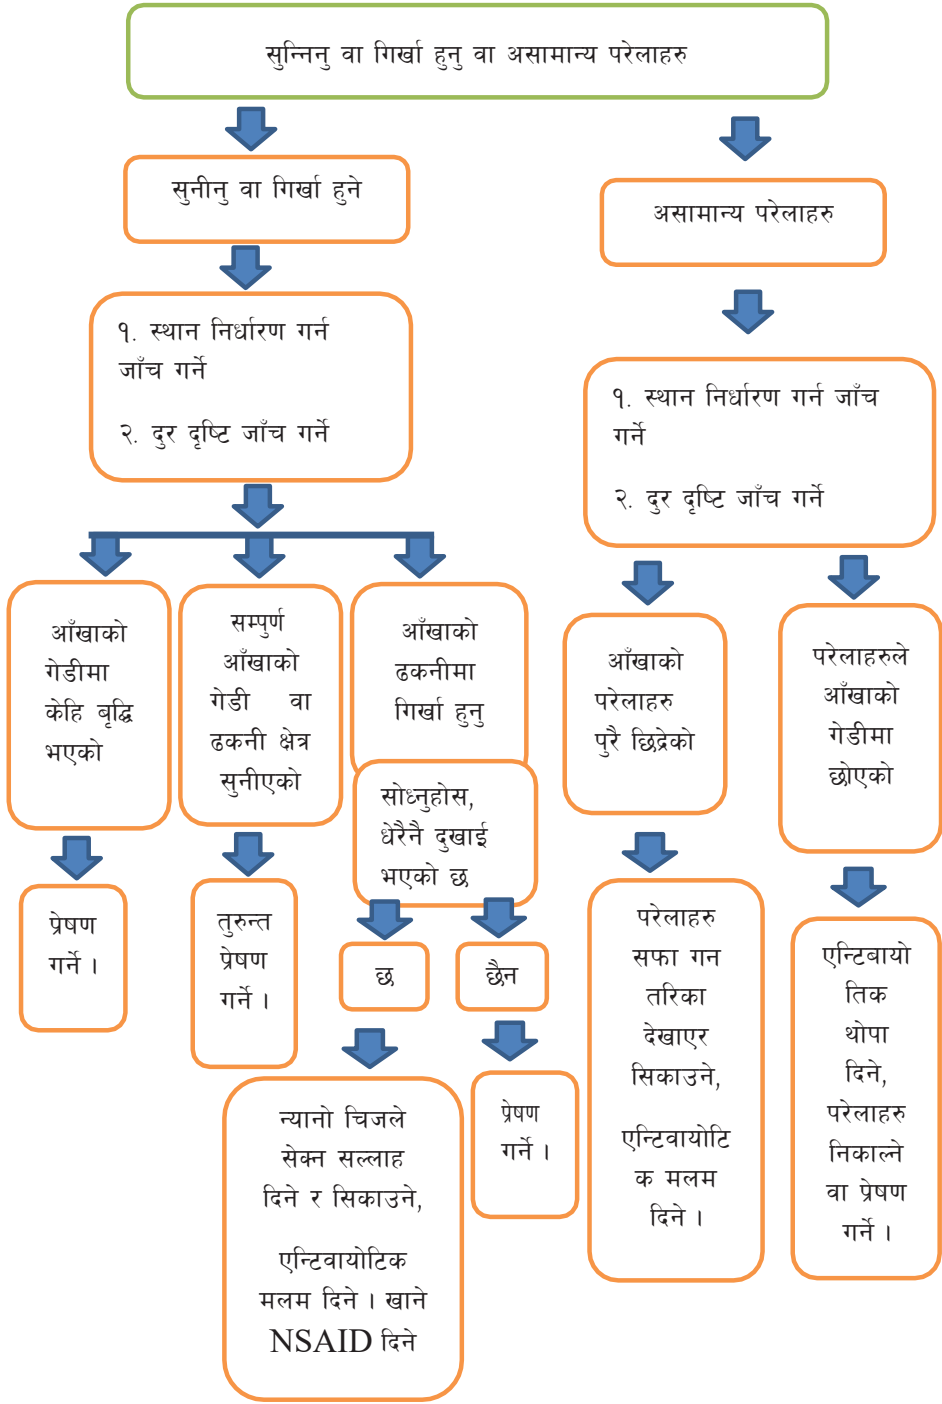 सुन्निनु वा गिर्खा हुनु वा असामान्य परेलाहरु
सुनीनु वा गिर्खा हुने
असामान्य परेलाहरु
१. स्थान निर्धारण गर्न
जाँच गर्ने
२. दुर दृष्टि जाँच गर्ने
१. स्थान निर्धारण गर्न जाँच
गर्ने
२. दुर दृष्टि जाँच गर्ने
आँखाको
गेडीमा
केहि बृद्धि
भएको
सम्पुर्ण
आँखाको
गेडी वा
ढकनी क्षेत्र
सुनीएको
आँखाको
ढकनीमा
गिर्खा हुनु
सोध्नुहोस,
धेरैनै दुखाई
भएको छ
आँखाको
परेलाहरु
पुरै छिद्रेको
परेलाहरुले
आँखाको
गेडीमा
छोएको
प्रेषण
गर्ने ।
तुरुन्त
प्रेषण
गर्ने ।
छ
छैन
न्यानो चिजले
सेक्न सल्लाह
दिने र सिकाउने,
एन्टिवायोटिक
मलम दिने । खाने
NSAID दिने
प्रेषण
गर्ने ।
परेलाहरु
सफा गन
तरिका
देखाएर
सिकाउने,
एन्टिवायोटि
क मलम
दिने ।
एन्टिबायो
तिक
थोपा
दिने,
परेलाहरु
निकाल्ने
वा प्रेषण
गर्ने ।